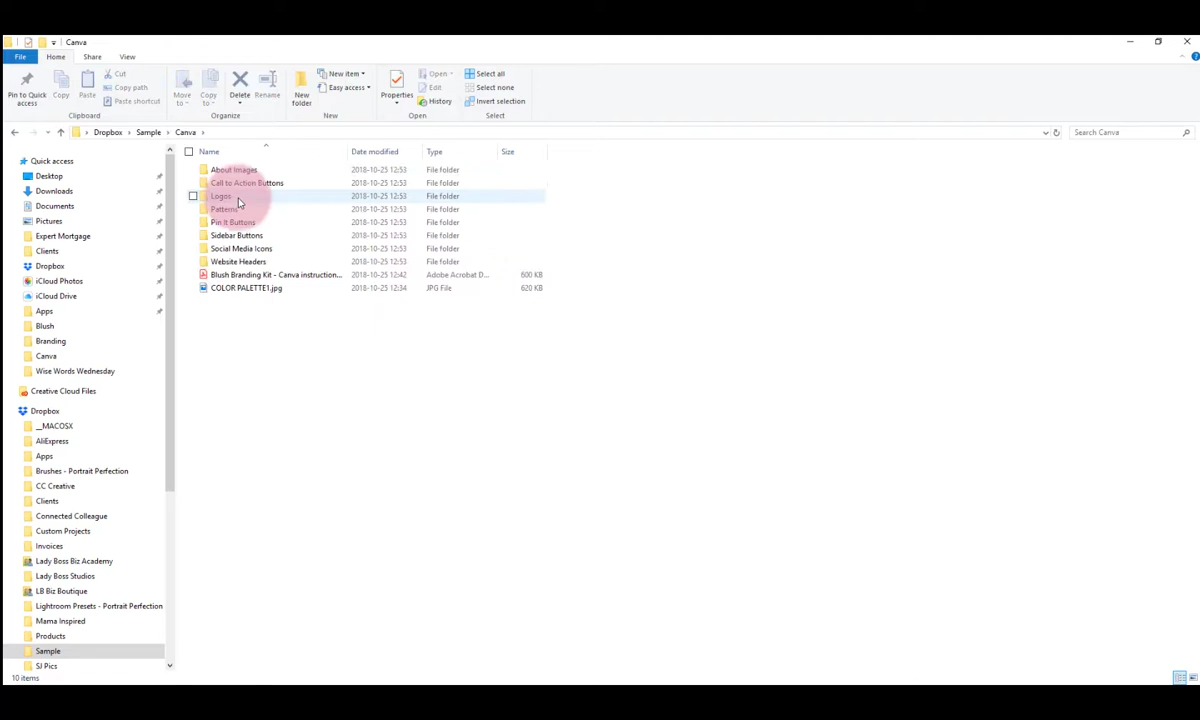 Canva
File Home Share View
Pin to Quick access
Copy
Paste
Cut
Copy path
Paste shortcut
Clipboard
Move to
Copy to
Delete
Rename
Organize
New folder
New item
Easy access
New
Properties
Open
Edit
History
Open
Select all
Select none
Invert selection
Select
Dropbox Sample Canva
Search Canva
Name Date modified Type Size
About Images 2018-10-25 12:53 File folder
Call to Action Buttons 2018-10-25 12:53 File folder
Logos 2018-10-25 12:53 File folder
Patterns 2018-10-25 12:53 File folder
Pin It Buttons 2018-10-25 12:53 File folder
Sidebar Buttons 2018-10-25 12:53 File folder
Social Media Icons 2018-10-25 12:53 File folder
Website Headers 2018-10-25 12:53 File folder
Blush Branding Kit - Canva instruction... 2018-10-25 12:42 Adobe Acrobat D... 600 KB
COLOR PALETTE1.jpg 2018-10-25 12:34 JPG File 620 KB
Quick access
Desktop
Downloads
Documents
Pictures
Expert Mortgage
Clients
Dropbox
iCloud Photos
iCloud Drive
Apps
Blush
Branding
Canva
Wise Words Wednesday
Creative Cloud Files
Dropbox
__MACOSX
AliExpress
Apps
Brushes - Portrait Perfection
CC Creative
Clients
Connected Colleague
Custom Projects
Invoices
Lady Boss Biz Academy
Lady Boss Studios
LB Biz Boutique
Lightroom Presets - Portrait Perfection
Mama Inspired
Products
Sample
SJ Pics
10 items